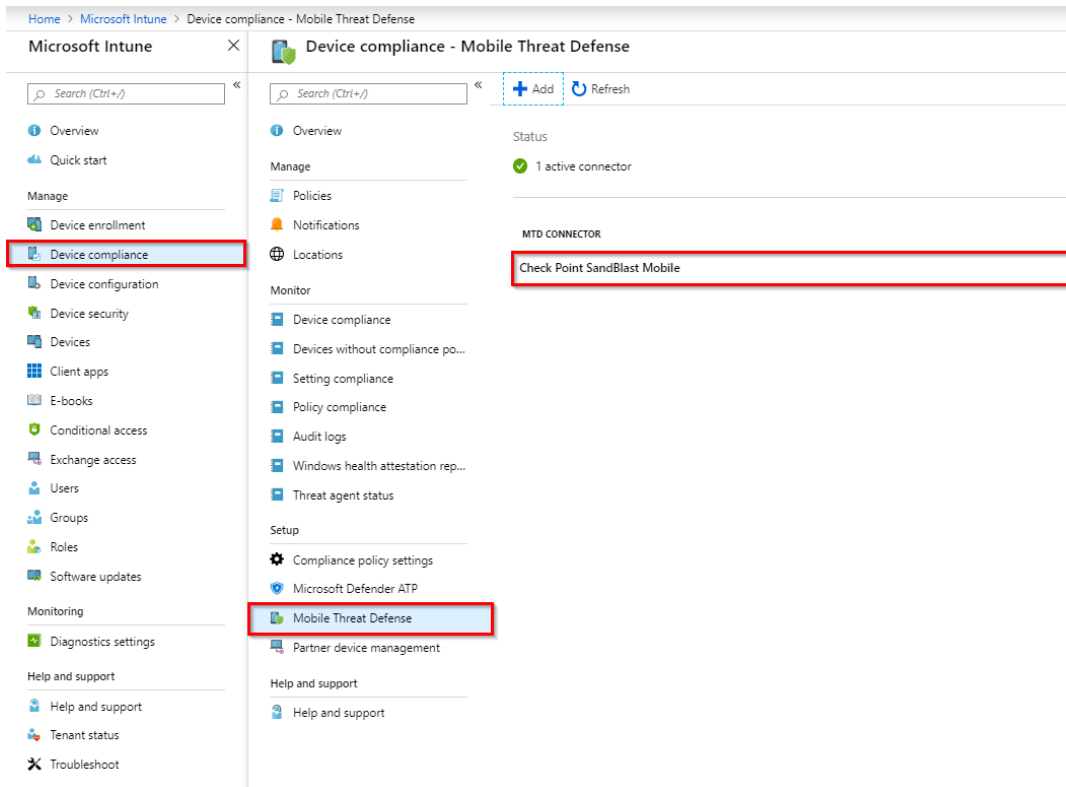 Home > Microsoft Intune > Device compliance - Mobile Threat Defense
Microsoft Intune
Search (Ctrl+/)
Overview
Quick start
Manage
Device enrollment
Device compliance
Device configuration
Device security
Devices
Client apps
E-books
Conditional access
Exchange access
Users
Groups
Roles
Software updates
Monitoring
Diagnostics settings
Help and support
Help and support
Tenant status
Troubleshoot
Device compliance - Mobile Threat Defense
Search (Ctrl+/)
Overview
Manage
Policies
Notifications
Locations
Monitor
Device compliance
Devices without compliance po...
Setting compliance
Policy compliance
Audit logs
Windows health attestation rep...
Threat agent status
Setup
Compliance policy settings
Microsoft Defender ATP
Mobile Threat Defense
Partner device management
Help and support
Help and support
Add Refresh
Status
1 active connector
MTD CONNECTOR
Check Point SandBlast Mobile